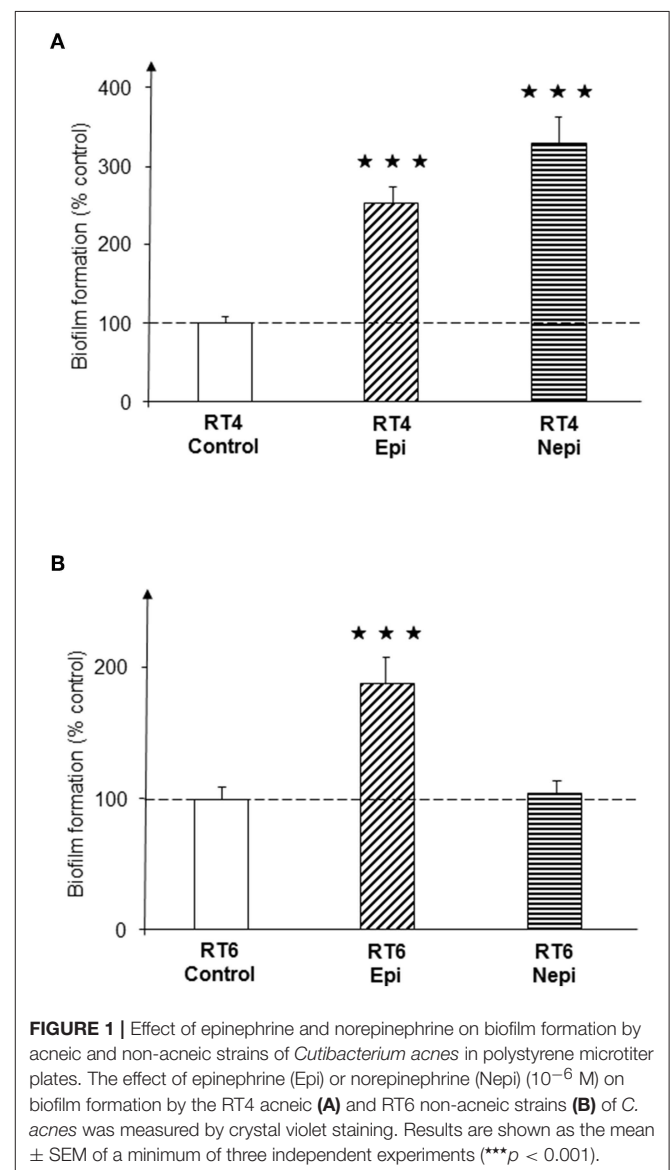 A
400
300
200
100
0
Biofilm formation (% control)
★ ★ ★
★ ★ ★
RT4 RT4 RT4
Control Epi Nepi
B
200
100
0
Biofilm formation (% control)
★ ★ ★
RT6 RT6 RT6
Control Epi Nepi
FIGURE 1 | Effect of epinephrine and norepinephrine on biofilm formation by
acneic and non-acneic strains of Cutibacterium acnes in polystyrene microtiter
plates. The effect of epinephrine (Epi) or norepinephrine (Nepi) (10⁻⁶ M) on
biofilm formation by the RT4 acneic (A) and RT6 non-acneic strains (B) of C.
acnes was measured by crystal violet staining. Results are shown as the mean
± SEM of a minimum of three independent experiments (★★★p < 0.001).